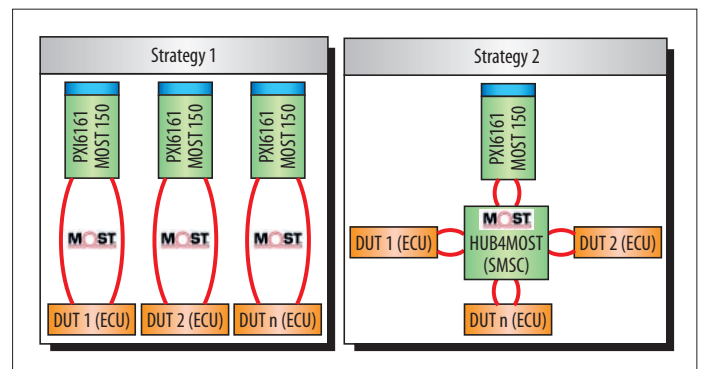 Strategy 1
PXI6161
MOST 150
PXI6161
MOST 150
PXI6161
MOST 150
MOST
MOST
MOST
DUT 1 (ECU)
DUT 2 (ECU)
DUT n (ECU)
Strategy 2
PXI6161
MOST 150
MOST
DUT 1 (ECU)
HUB4MOST
(SMSC)
DUT 2 (ECU)
DUT n (ECU)